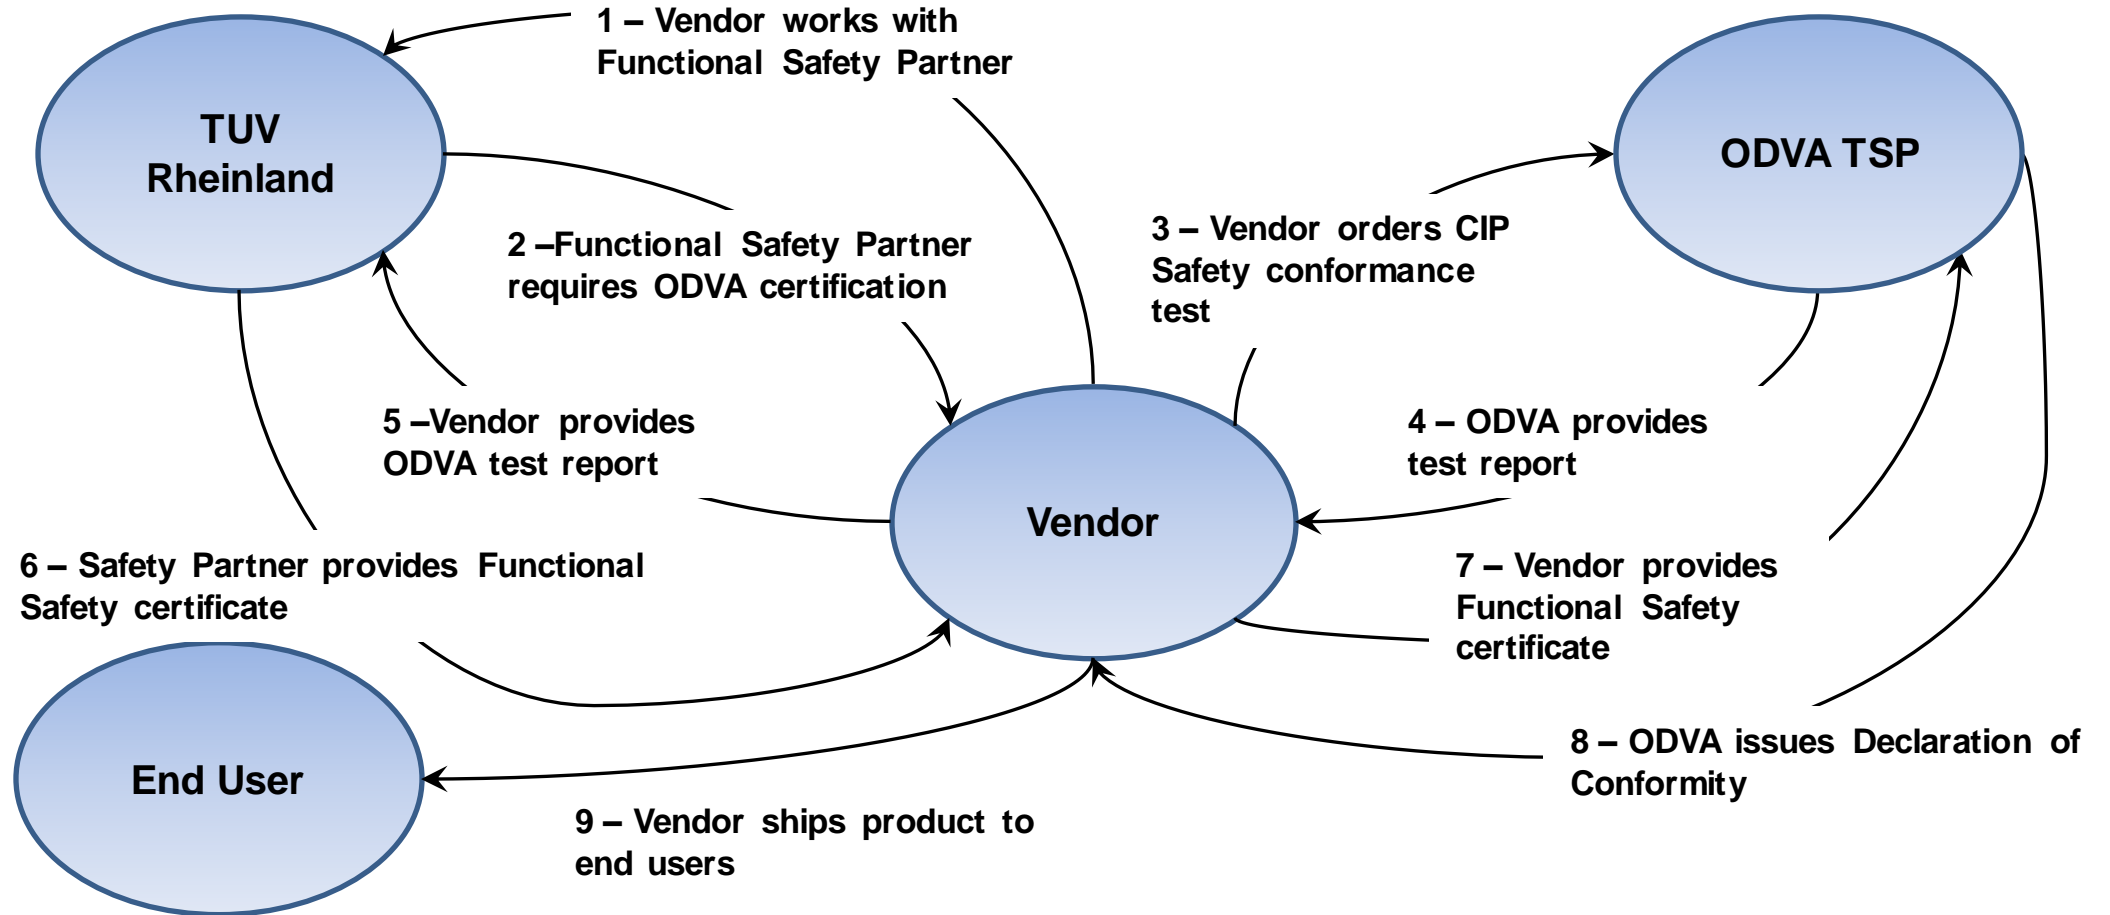 1 – Vendor works with
Functional Safety Partner
TUV
Rheinland
ODVA TSP
2 –Functional Safety Partner
requires ODVA certification
3 – Vendor orders CIP
Safety conformance
test
5 –Vendor provides
ODVA test report
4 – ODVA provides
test report
Vendor
6 – Safety Partner provides Functional
Safety certificate
7 – Vendor provides
Functional Safety
certificate
End User
8 – ODVA issues Declaration of
Conformity
9 – Vendor ships product to
end users